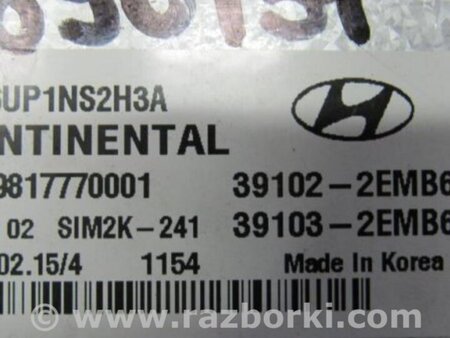 UP1NS2H3A
NTINENTAL
9817770001 39102-2EMB6
02 SIM2K-241 39103-2EMB6
02.15/4 1154 Made In Korea
www.razborki.com